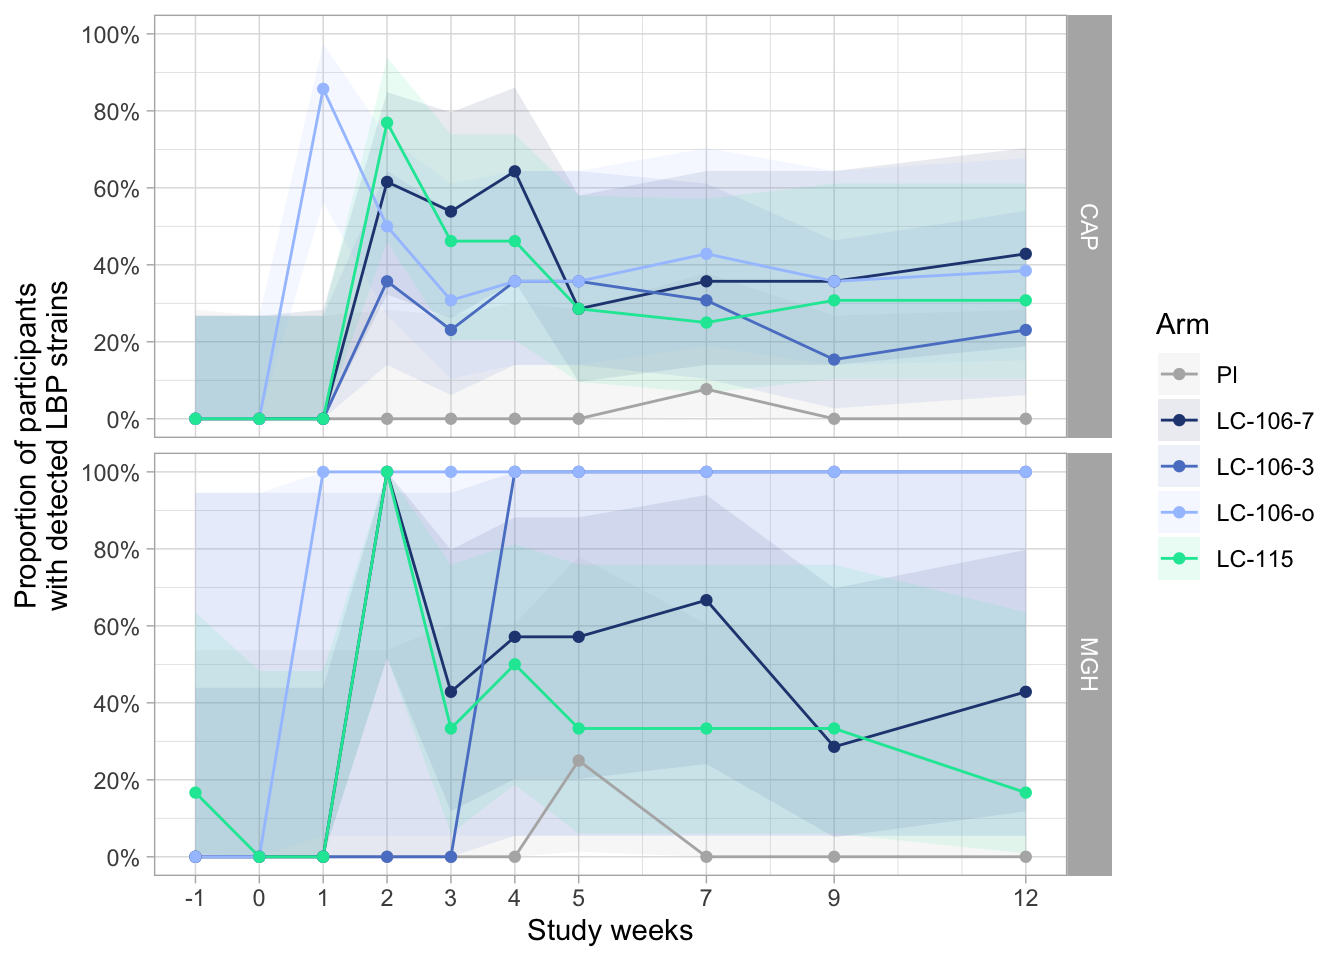 Proportion of participants
with detected LBP strains
100%
80%
60%
40%
20%
0%
CAP
100%
80%
60%
40%
20%
0%
MGH
-1 0 1 2 3 4 5 7 9 12
Study weeks
Arm
Pl
LC-106-7
LC-106-3
LC-106-o
LC-115